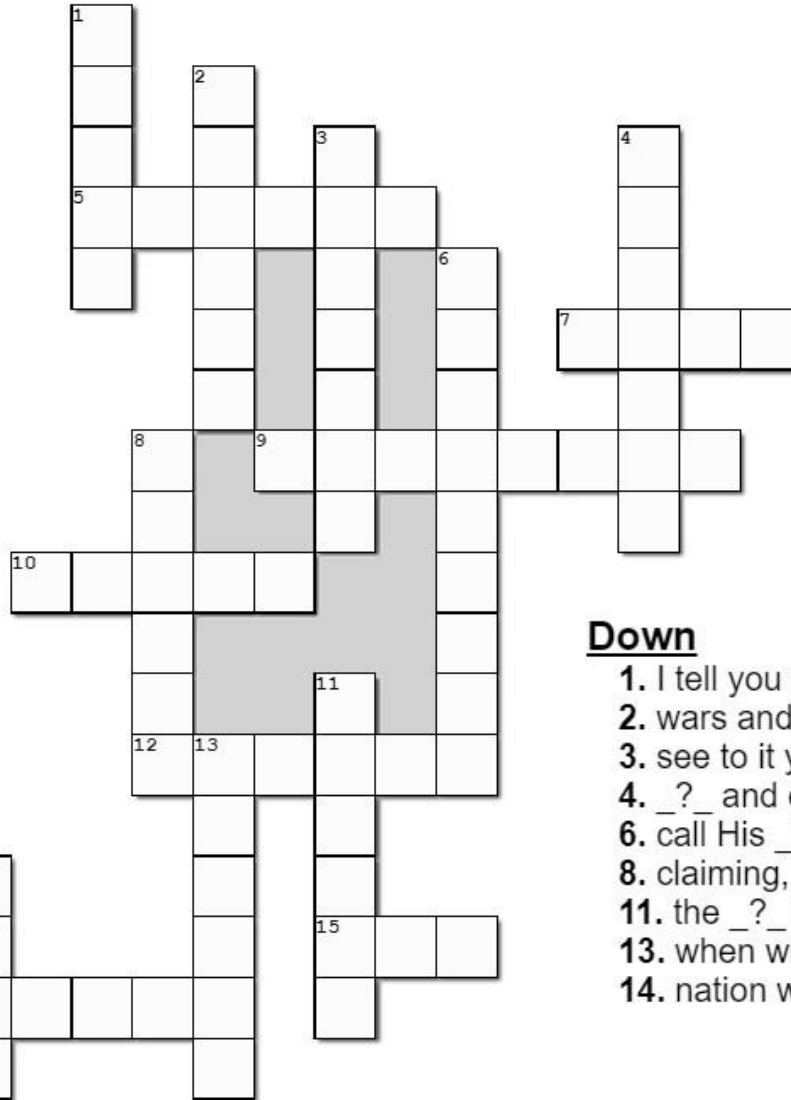 1
2
3 4
5
6
7
8 9
10
11
12 13
15
Down
1. I tell you
2. wars and
3. see to it y
4. _?_ and
6. call His _
8. claiming,
11. the _?_
13. when w
14. nation w